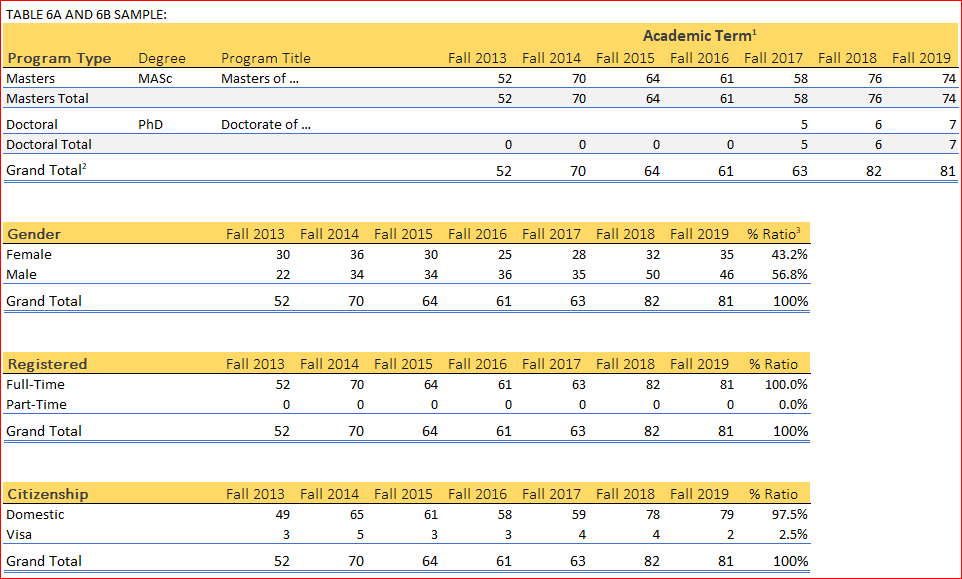 TABLE 6A AND 6B SAMPLE:
Academic Term¹
Program Type Degree Program Title Fall 2013 Fall 2014 Fall 2015 Fall 2016 Fall 2017 Fall 2018 Fall 2019
Masters MASc Masters of ... 52 70 64 61 58 76 74
Masters Total 52 70 64 61 58 76 74
Doctoral PhD Doctorate of ... 5 6 7
Doctoral Total 0 0 0 0 5 6 7
Grand Total² 52 70 64 61 63 82 81
Gender Fall 2013 Fall 2014 Fall 2015 Fall 2016 Fall 2017 Fall 2018 Fall 2019 % Ratio³
Female 30 36 30 25 28 32 35 43.2%
Male 22 34 34 36 35 50 46 56.8%
Grand Total 52 70 64 61 63 82 81 100%
Registered Fall 2013 Fall 2014 Fall 2015 Fall 2016 Fall 2017 Fall 2018 Fall 2019 % Ratio
Full-Time 52 70 64 61 63 82 81 100.0%
Part-Time 0 0 0 0 0 0 0 0.0%
Grand Total 52 70 64 61 63 82 81 100%
Citizenship Fall 2013 Fall 2014 Fall 2015 Fall 2016 Fall 2017 Fall 2018 Fall 2019 % Ratio
Domestic 49 65 61 58 59 78 79 97.5%
Visa 3 5 3 3 4 4 2 2.5%
Grand Total 52 70 64 61 63 82 81 100%